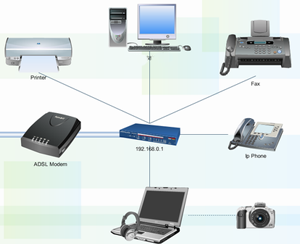 Printer
Fax
ADSL Modem
192.168.0.1
Ip Phone